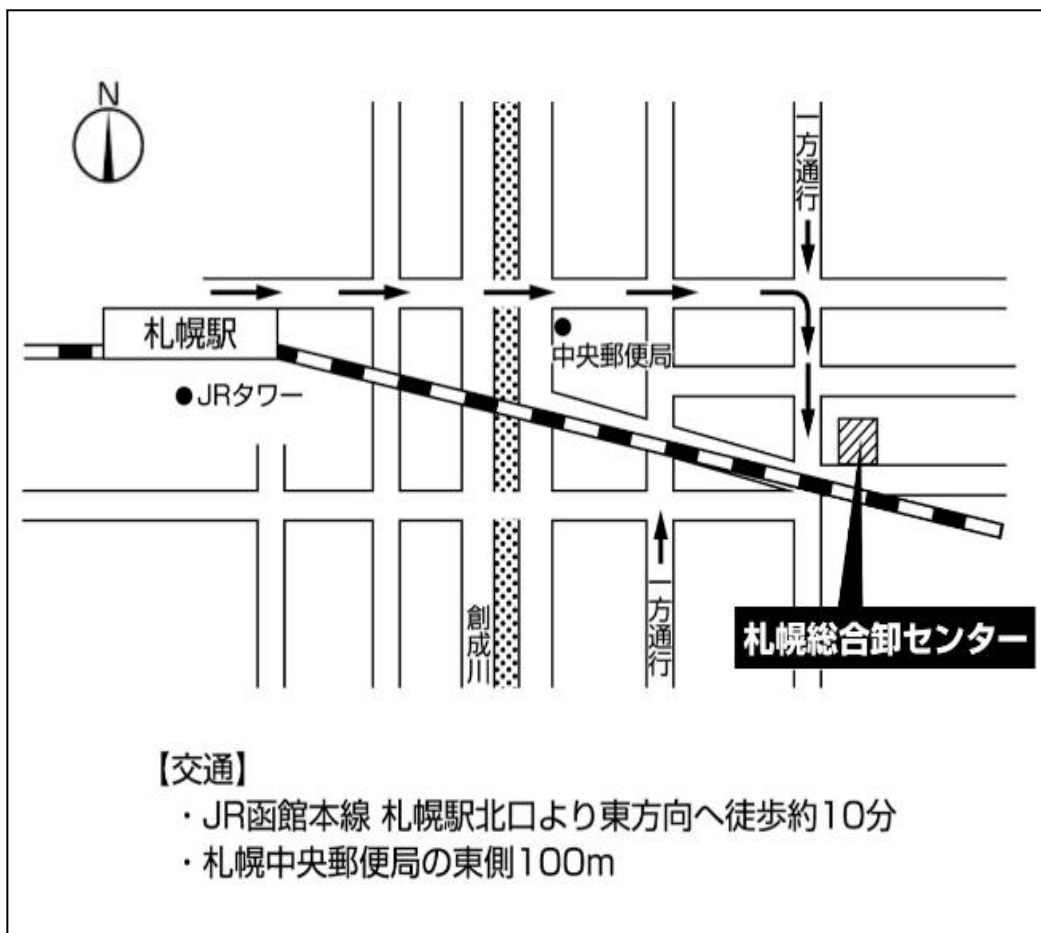 N
一方通行
札幌駅
中央郵便局
JRタワー
創成川
一方通行
札幌総合卸センター
【交通】
・JR函館本線 札幌駅北口より東方向へ徒歩約10分
・札幌中央郵便局の東側100m